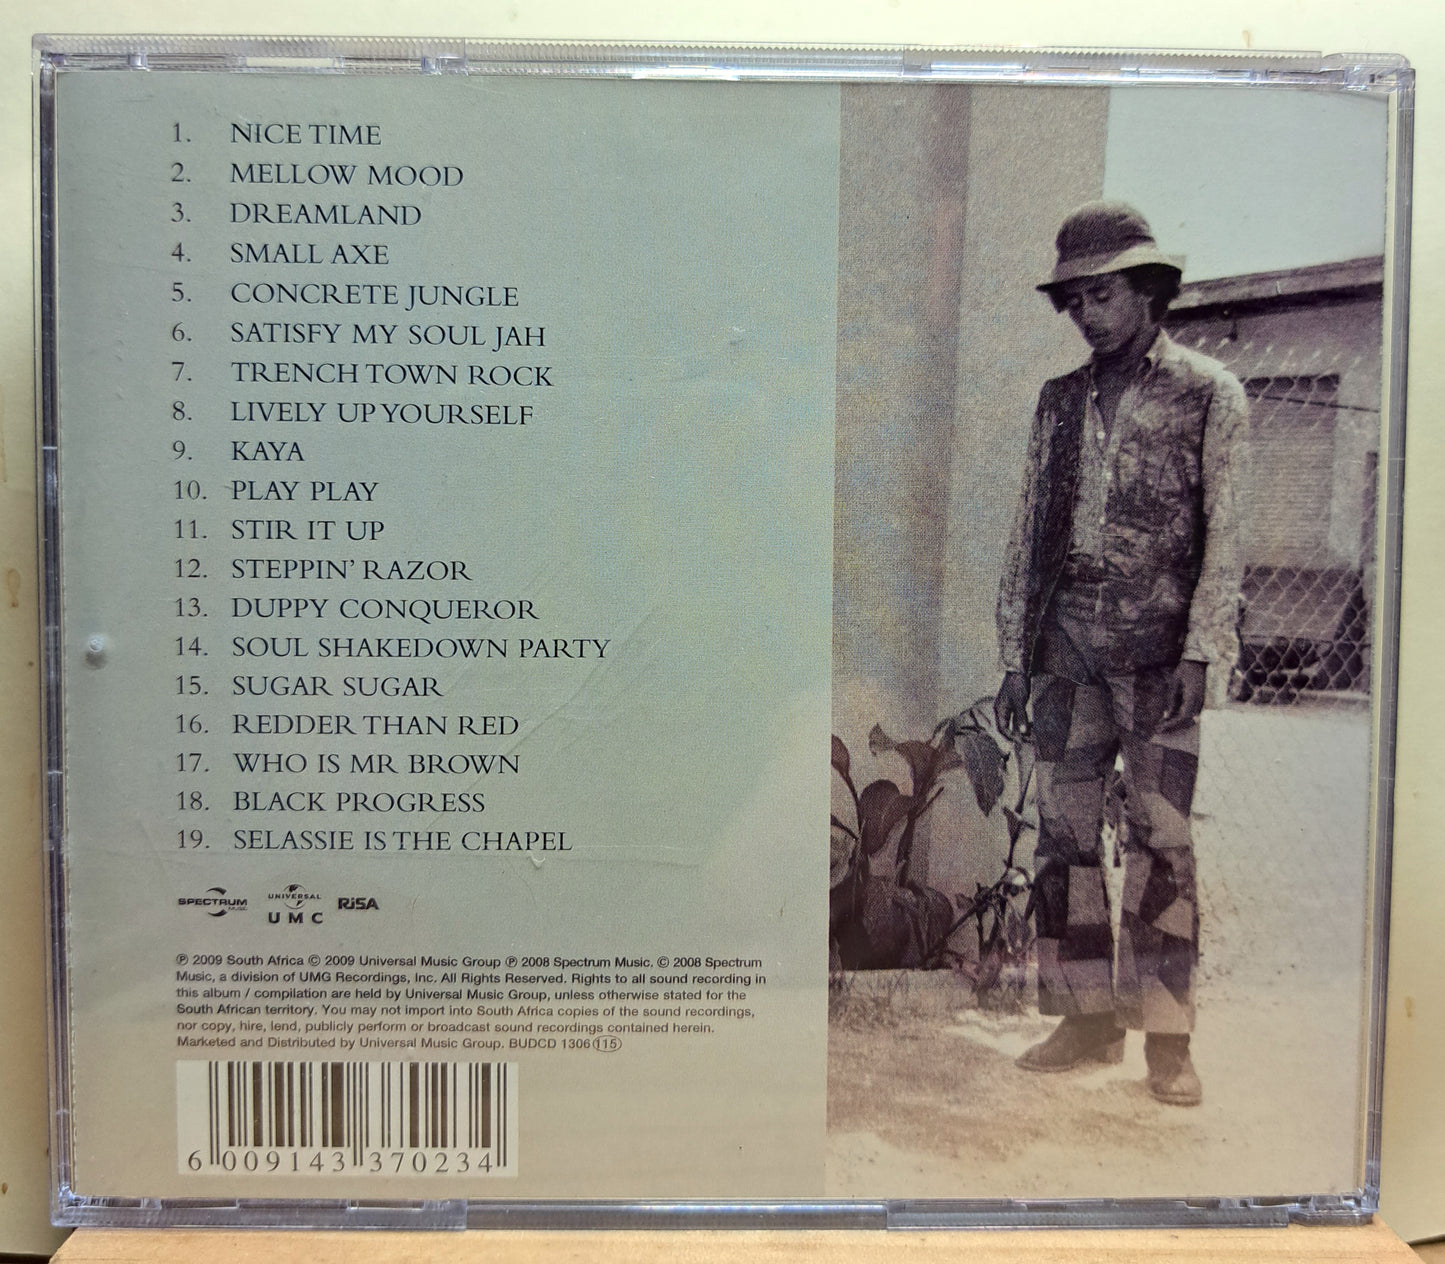 1. NICE TIME
2. MELLOW MOOD
3. DREAMLAND
4. SMALL AXE
5. CONCRETE JUNGLE
6. SATISFY MY SOUL JAH
7. TRENCH TOWN ROCK
8. LIVELY UP YOURSELF
9. KAYA
10. PLAY PLAY
11. STIR IT UP
12. STEPPIN' RAZOR
13. DUPPY CONQUEROR
14. SOUL SHAKEDOWN PARTY
15. SUGAR SUGAR
16. REDDER THAN RED
17. WHO IS MR BROWN
18. BLACK PROGRESS
19. SELASSIE IS THE CHAPEL
SPECTRUM MUSIC UNIVERSAL UMC RiSA
℗ 2009 South Africa © 2009 Universal Music Group ℗ 2008 Spectrum Music. © 2008 Spectrum
Music, a division of UMG Recordings, Inc. All Rights Reserved. Rights to all sound recording in
this album / compilation are held by Universal Music Group, unless otherwise stated for the
South African territory. You may not import into South Africa copies of the sound recordings,
nor copy, hire, lend, publicly perform or broadcast sound recordings contained herein.
Marketed and Distributed by Universal Music Group. BUDCD 1306 115
6 009143 370234